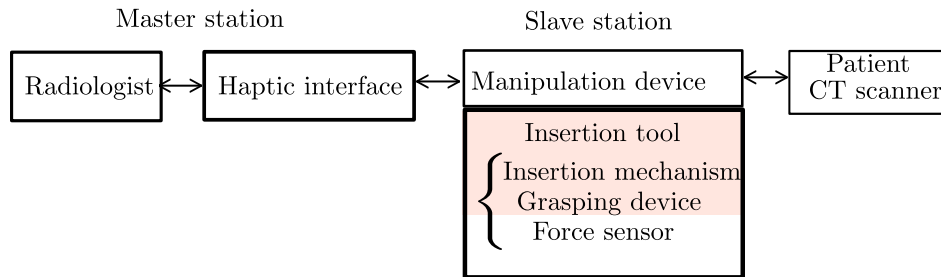 Master station
Slave station
Radiologist
Haptic interface
Manipulation device
Patient
CT scanner
Insertion tool
Insertion mechanism
Grasping device
Force sensor